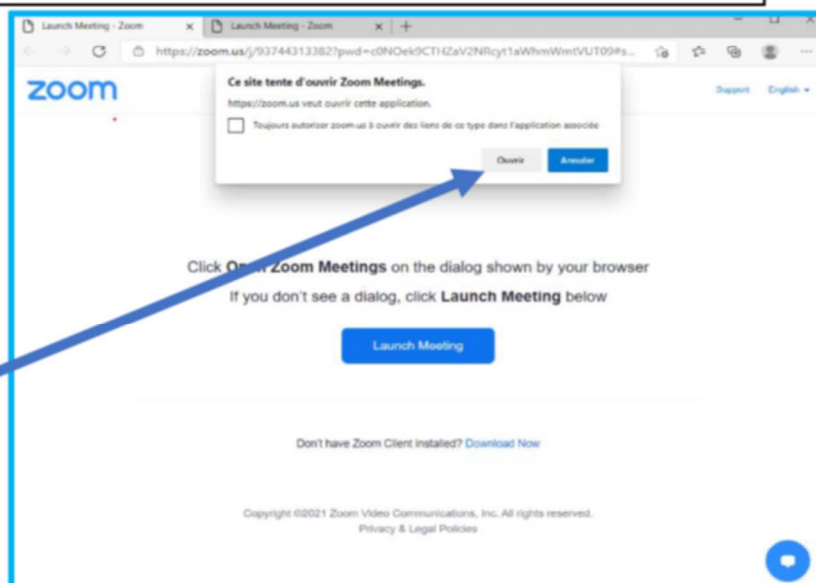 Launch Meeting - Zoom
Launch Meeting - Zoom
https://zoom.us/j/93744313382?pwd=c0NOek9CTHZaV2NRcyt1aWhmWmtVUT09#s...
zoom
Support English
Ce site tente d'ouvrir Zoom Meetings.
https://zoom.us veut ouvrir cette application.
Toujours autoriser zoom.us à ouvrir des liens de ce type dans l'application associée
Ouvrir Annuler
Click Zoom Meetings on the dialog shown by your browser
If you don't see a dialog, click Launch Meeting below
Launch Meeting
Don't have Zoom Client installed? Download Now
Copyright ©2021 Zoom Video Communications, Inc. All rights reserved.
Privacy & Legal Policies